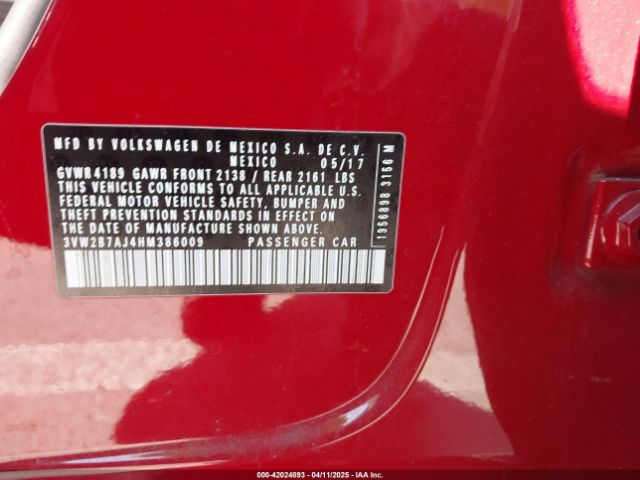 MFD BY VOLKSWAGEN DE MEXICO S.A. DE C.V.
MEXICO 05/17
GVWR 4189 GAWR FRONT 2138 / REAR 2161 LBS
THIS VEHICLE CONFORMS TO ALL APPLICABLE U.S.
FEDERAL MOTOR VEHICLE SAFETY, BUMPER, AND
THEFT PREVENTION STANDARDS IN EFFECT ON
THE DATE OF MANUFACTURE SHOWN ABOVE.
3VW2B7AJ4HM386009 PASSENGER CAR
1956898 3156 M
000-42024893 - 04/11/2025 - IAAI Inc.